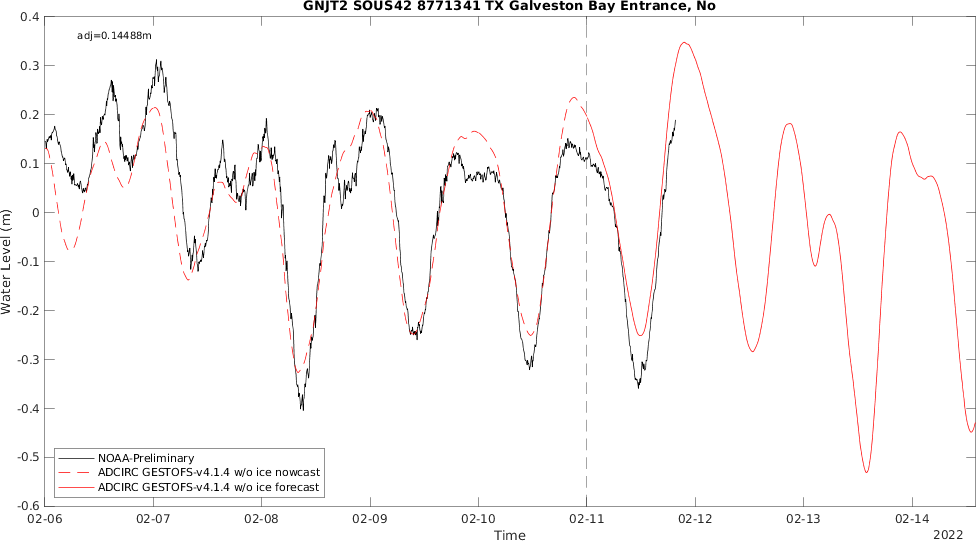 GNJT2 SOUS42 8771341 TX Galveston Bay Entrance, No
adj=0.14488m
0.4
0.3
0.2
0.1
0
-0.1
-0.2
-0.3
-0.4
-0.5
-0.6
Water Level (m)
NOAA-Preliminary
ADCIRC GESTOFS-v4.1.4 w/o ice nowcast
ADCIRC GESTOFS-v4.1.4 w/o ice forecast
02-06 02-07 02-08 02-09 02-10 02-11 02-12 02-13 02-14
Time
2022